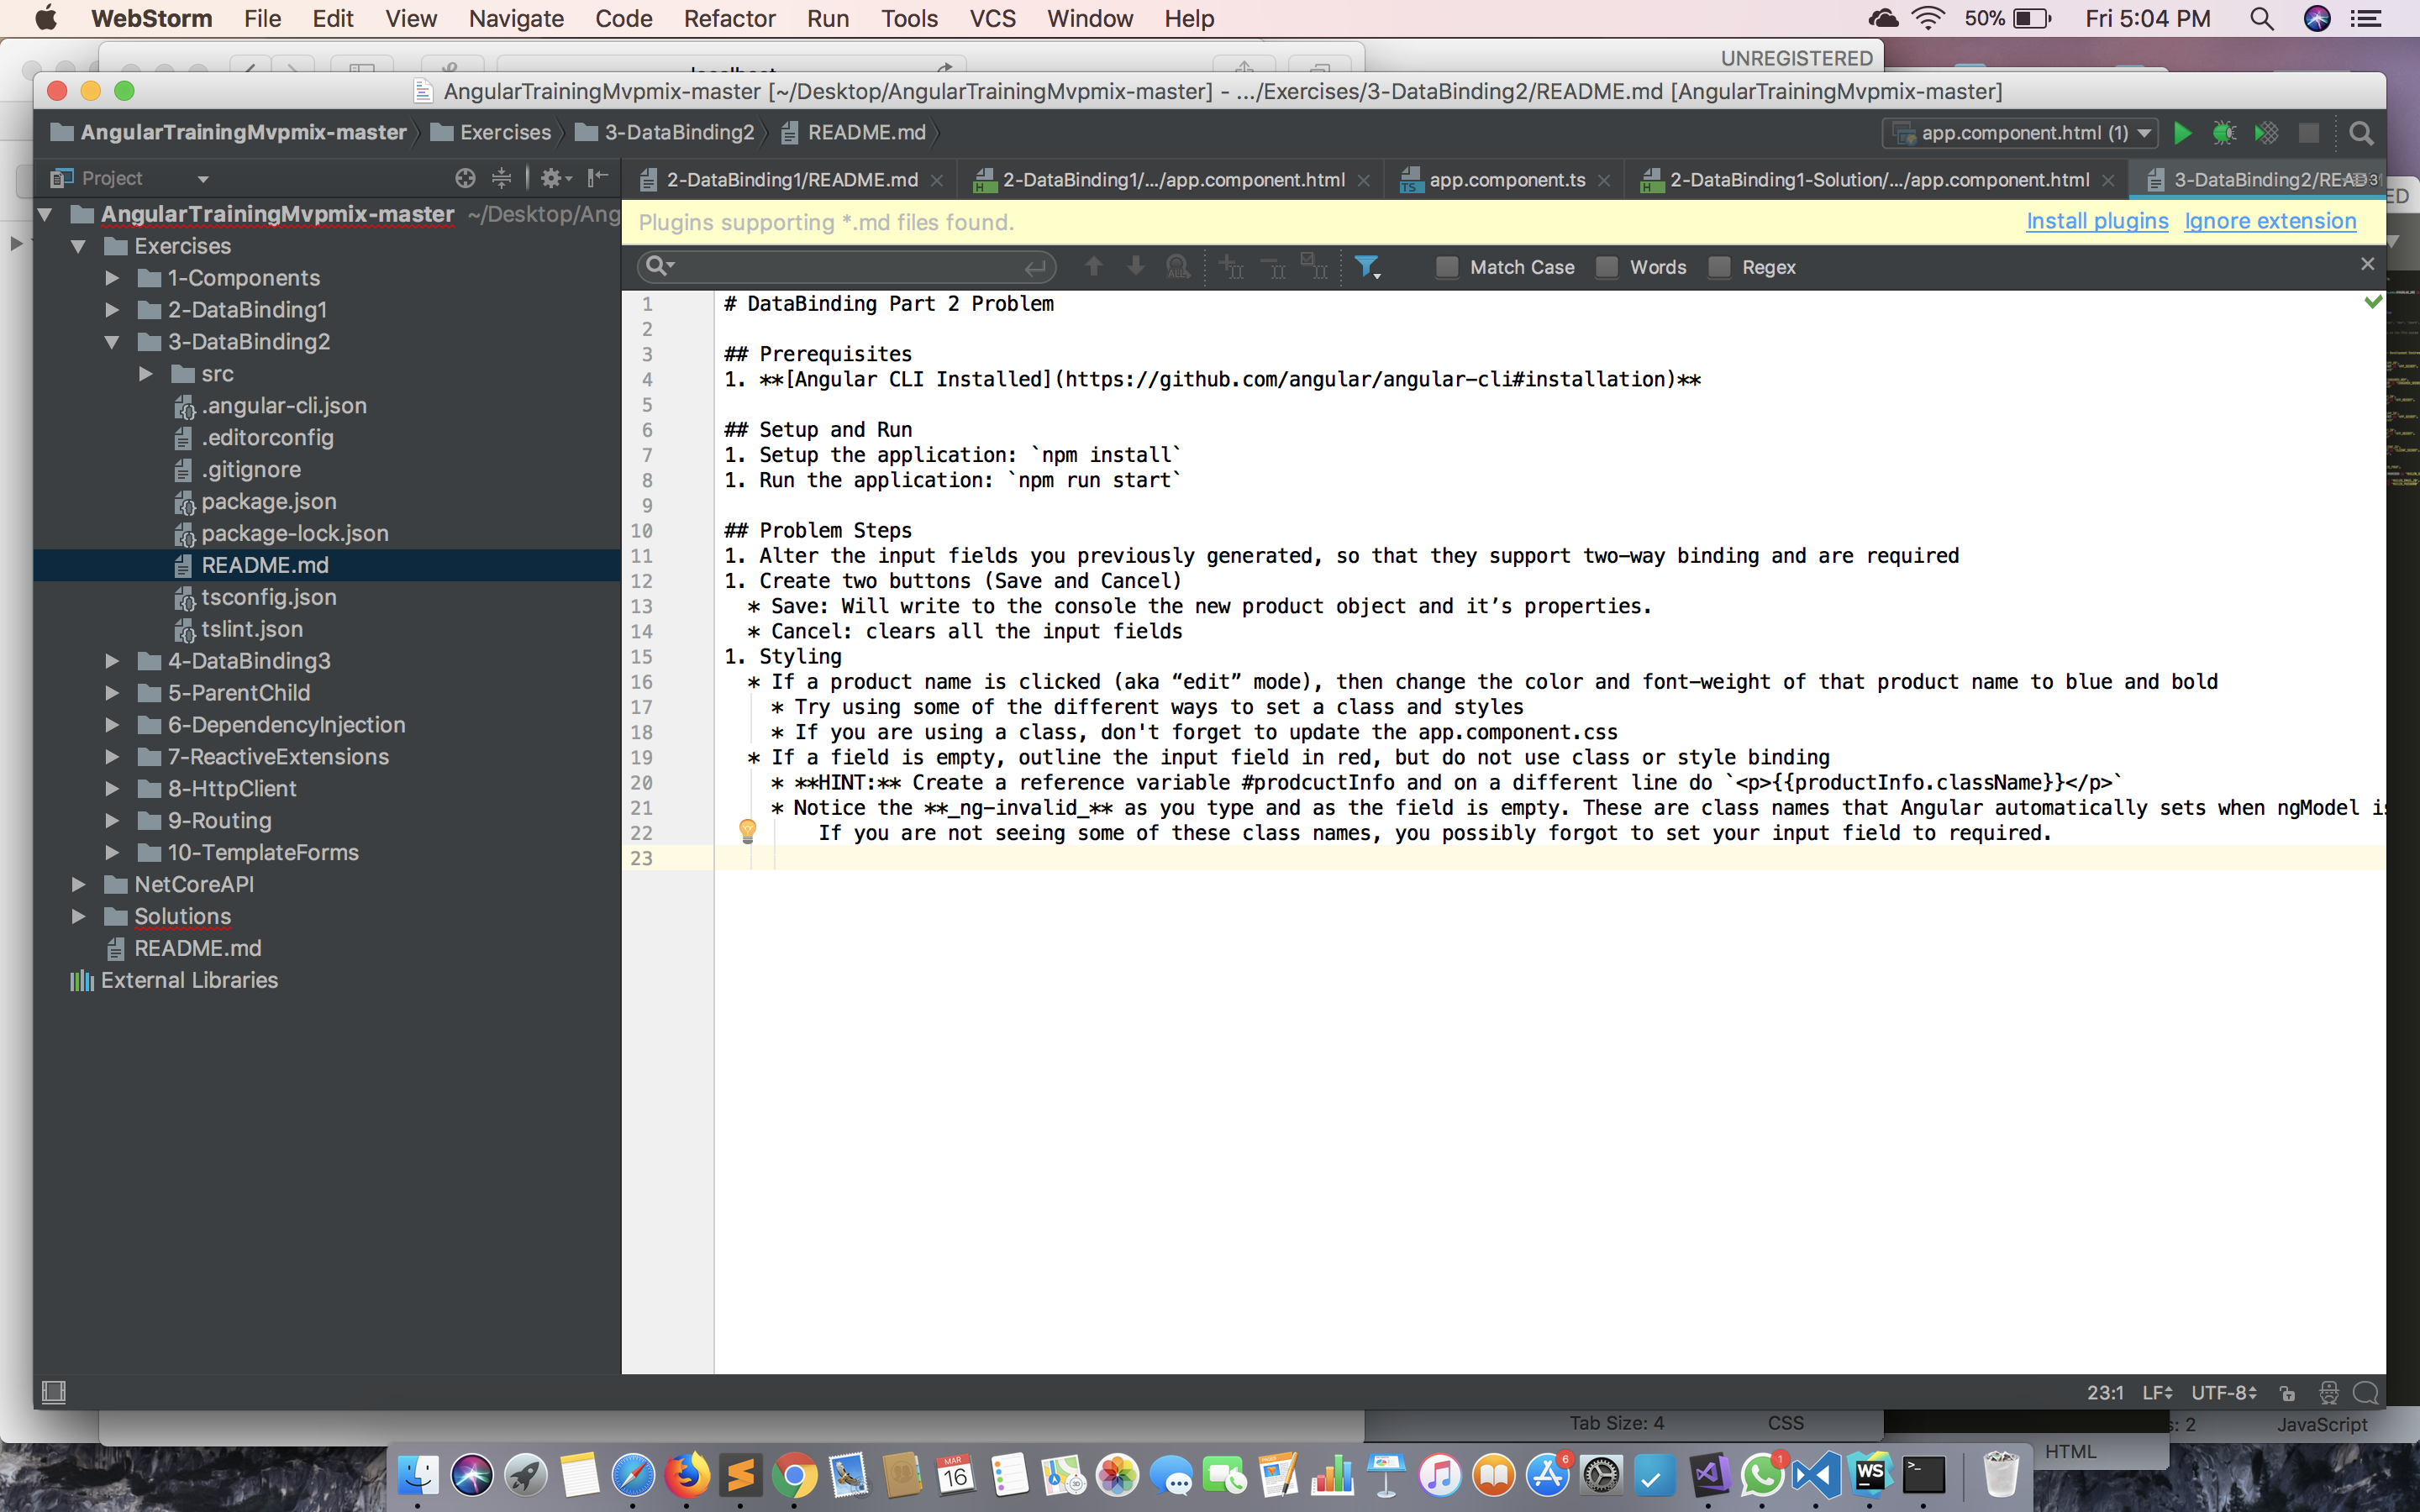 WebStorm File Edit View Navigate Code Refactor Run Tools VCS Window Help 50% Fri 5:04 PM
UNREGISTERED
AngularTrainingMvpmix-master [~/Desktop/AngularTrainingMvpmix-master] - .../Exercises/3-DataBinding2/README.md [AngularTrainingMvpmix-master]
AngularTrainingMvpmix-master Exercises 3-DataBinding2 README.md app.component.html (1)
Project
2-DataBinding1/README.md 2-DataBinding1/.../app.component.html app.component.ts 2-DataBinding1-Solution/.../app.component.html 3-DataBinding2/READ
AngularTrainingMvpmix-master ~/Desktop/Ang
Exercises
1-Components
2-DataBinding1
3-DataBinding2
src
.angular-cli.json
.editorconfig
.gitignore
package.json
package-lock.json
README.md
tsconfig.json
tslint.json
4-DataBinding3
5-ParentChild
6-DependencyInjection
7-ReactiveExtensions
8-HttpClient
9-Routing
10-TemplateForms
NetCoreAPI
Solutions
README.md
External Libraries
Plugins supporting *.md files found. Install plugins Ignore extension
Match Case Words Regex
1 # DataBinding Part 2 Problem
2
3 ## Prerequisites
4 1. **[Angular CLI Installed](https://github.com/angular/angular-cli#installation)**
5
6 ## Setup and Run
7 1. Setup the application: `npm install`
8 1. Run the application: `npm run start`
9
10 ## Problem Steps
11 1. Alter the input fields you previously generated, so that they support two-way binding and are required
12 1. Create two buttons (Save and Cancel)
13 * Save: Will write to the console the new product object and it’s properties.
14 * Cancel: clears all the input fields
15 1. Styling
16 * If a product name is clicked (aka “edit” mode), then change the color and font-weight of that product name to blue and bold
17 * Try using some of the different ways to set a class and styles
18 * If you are using a class, don't forget to update the app.component.css
19 * If a field is empty, outline the input field in red, but do not use class or style binding
20 * **HINT:** Create a reference variable #prodcuctInfo and on a different line do `<p>{{productInfo.className}}</p>`
21 * Notice the **_ng-invalid_** as you type and as the field is empty. These are class names that Angular automatically sets when ngModel is
22 If you are not seeing some of these class names, you possibly forgot to set your input field to required.
23
23:1 LF UTF-8
Tab Size: 4 CSS
s: 2 JavaScript
HTML
MAR
16
6
1
WS